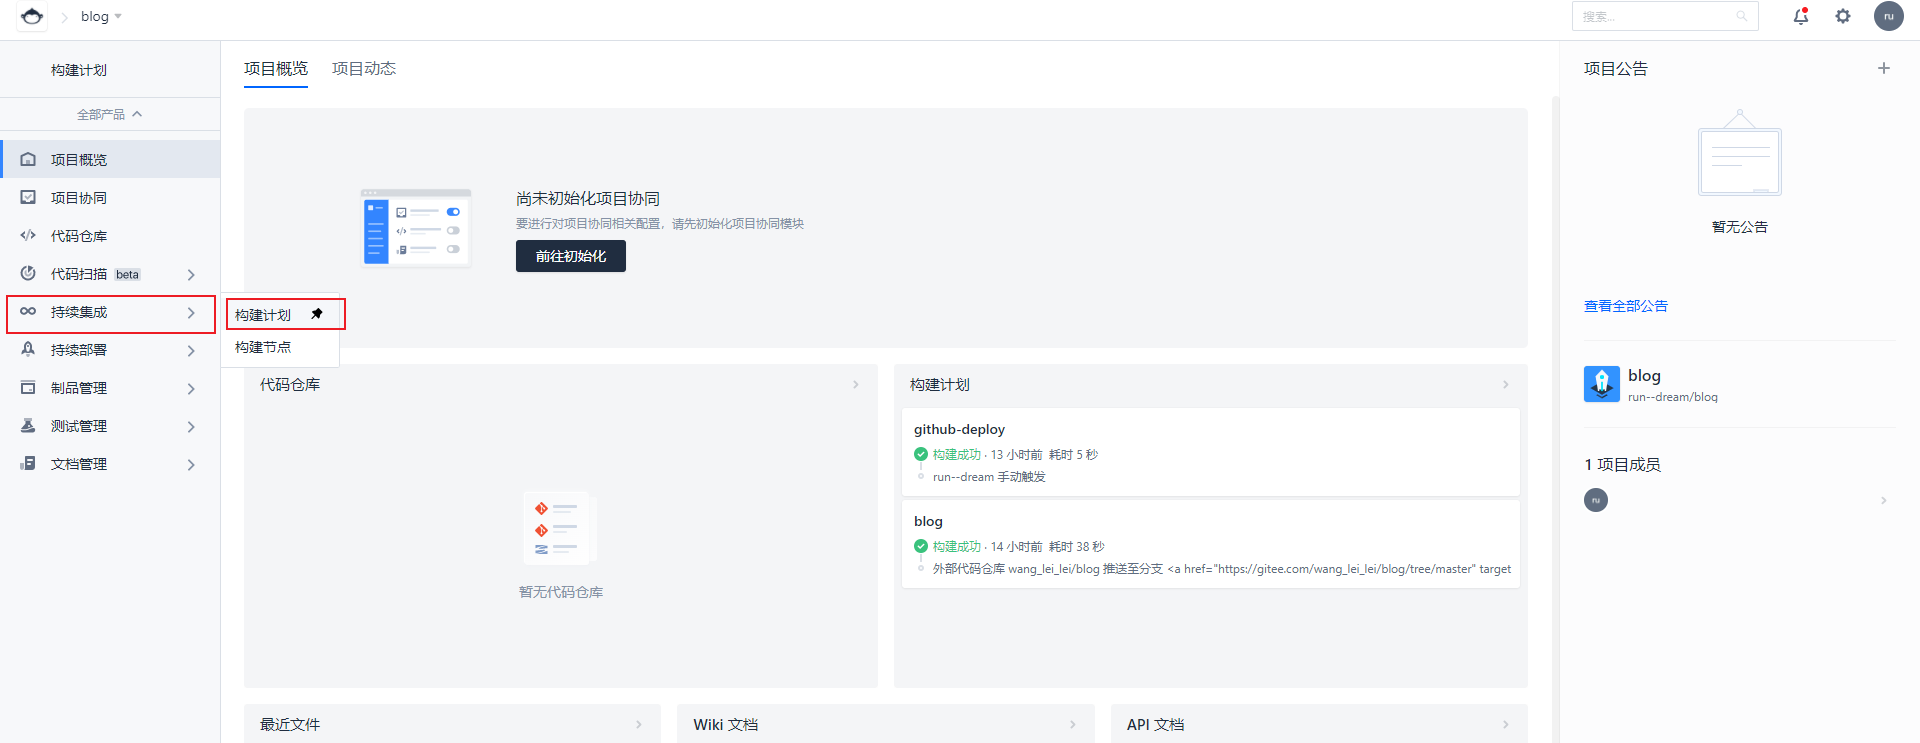 blog
搜索...
ru
构建计划
全部产品
项目概览
项目协同
代码仓库
代码扫描 beta
持续集成
持续部署
制品管理
测试管理
文档管理
构建计划
构建节点
项目概览
项目动态
尚未初始化项目协同
要进行对项目协同相关配置，请先初始化项目协同模块
前往初始化
代码仓库
暂无代码仓库
构建计划
github-deploy
构建成功 · 13 小时前 耗时 5 秒
run--dream 手动触发
blog
构建成功 · 14 小时前 耗时 38 秒
外部代码仓库 wang_lei_lei/blog 推送至分支 <a href="https://gitee.com/wang_lei_lei/blog/tree/master" target
最近文件
Wiki 文档
API 文档
项目公告
暂无公告
查看全部公告
blog
run--dream/blog
1 项目成员
ru